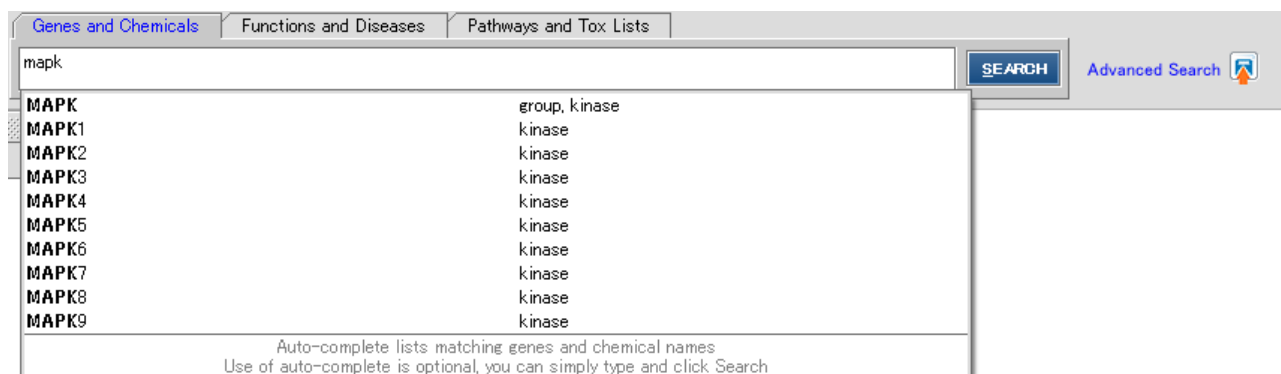 Genes and Chemicals Functions and Diseases Pathways and Tox Lists
mapk SEARCH Advanced Search
MAPK group, kinase
MAPK1 kinase
MAPK2 kinase
MAPK3 kinase
MAPK4 kinase
MAPK5 kinase
MAPK6 kinase
MAPK7 kinase
MAPK8 kinase
MAPK9 kinase
Auto-complete lists matching genes and chemical names
Use of auto-complete is optional, you can simply type and click Search